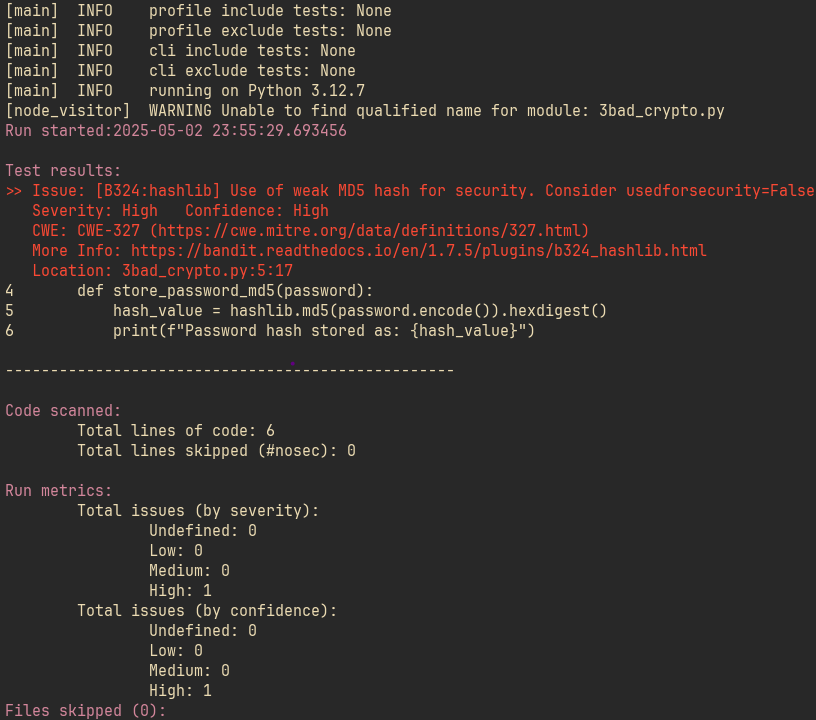 [main]  INFO    profile include tests: None
[main]  INFO    profile exclude tests: None
[main]  INFO    cli include tests: None
[main]  INFO    cli exclude tests: None
[main]  INFO    running on Python 3.12.7
[node_visitor]  WARNING Unable to find qualified name for module: 3bad_crypto.py
Run started:2025-05-02 23:55:29.693456

Test results:
>> Issue: [B324:hashlib] Use of weak MD5 hash for security. Consider usedforsecurity=False
   Severity: High   Confidence: High
   CWE: CWE-327 (https://cwe.mitre.org/data/definitions/327.html)
   More Info: https://bandit.readthedocs.io/en/1.7.5/plugins/b324_hashlib.html
   Location: 3bad_crypto.py:5:17
4       def store_password_md5(password):
5           hash_value = hashlib.md5(password.encode()).hexdigest()
6           print(f"Password hash stored as: {hash_value}")

--------------------------------------------------

Code scanned:
        Total lines of code: 6
        Total lines skipped (#nosec): 0

Run metrics:
        Total issues (by severity):
                Undefined: 0
                Low: 0
                Medium: 0
                High: 1
        Total issues (by confidence):
                Undefined: 0
                Low: 0
                Medium: 0
                High: 1
Files skipped (0):